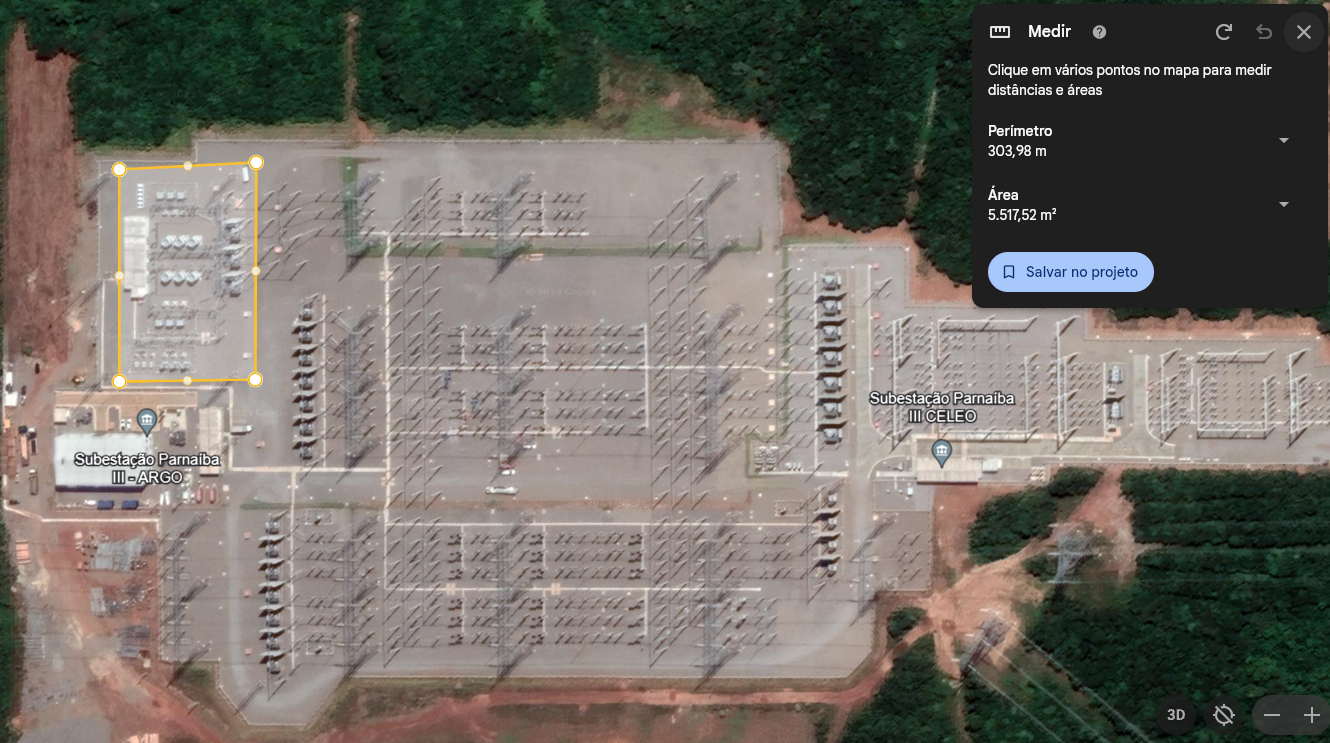 Medir
Clique em vários pontos no mapa para medir
distâncias e áreas
Perímetro
303,98 m
Área
5.517,52 m²
Salvar no projeto
Subestação Parnaíba
III CELEO
Subestação Parnaíba
III - ARGO
3D